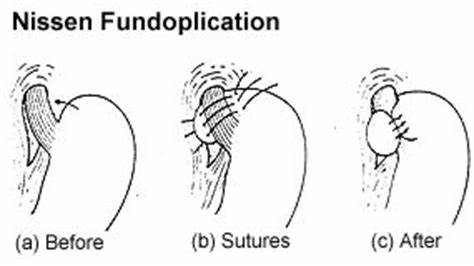 Nissen Fundoplication
(a) Before
(b) Sutures
(c) After